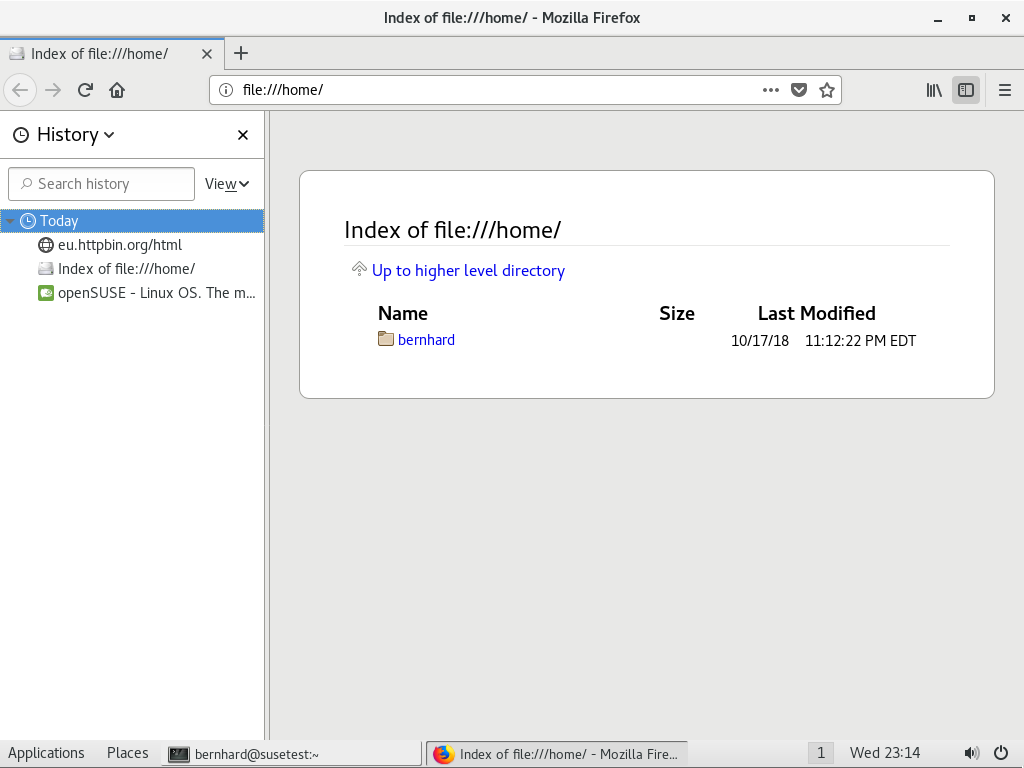 Index of file:///home/ - Mozilla Firefox
Index of file:///home/
file:///home/
History
Search history
View
Today
eu.httpbin.org/html
Index of file:///home/
openSUSE - Linux OS. The m...
Index of file:///home/
Up to higher level directory
Name Size Last Modified
bernhard 10/17/18 11:12:22 PM EDT
Applications Places bernhard@susetest:~ Index of file:///home/ - Mozilla Fire... 1 Wed 23:14